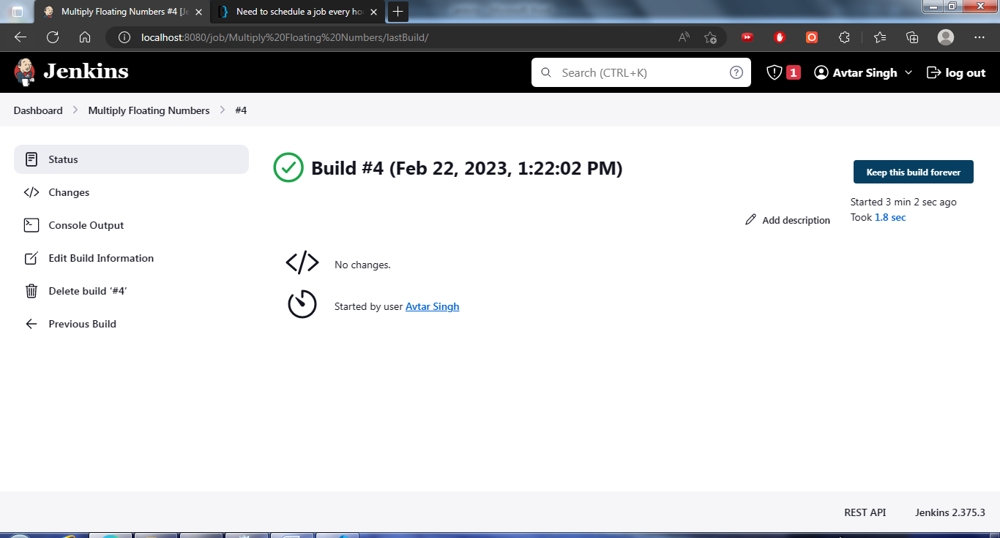 Multiply Floating Numbers #4 [Je
Need to schedule a job every ho
localhost:8080/job/Multiply%20Floating%20Numbers/lastBuild/
Jenkins
Search (CTRL+K)
1
Avtar Singh
log out
Dashboard
Multiply Floating Numbers
#4
Status
Changes
Console Output
Edit Build Information
Delete build ‘#4’
Previous Build
Build #4 (Feb 22, 2023, 1:22:02 PM)
Keep this build forever
Started 3 min 2 sec ago
Took 1.8 sec
Add description
No changes.
Started by user Avtar Singh
REST API
Jenkins 2.375.3